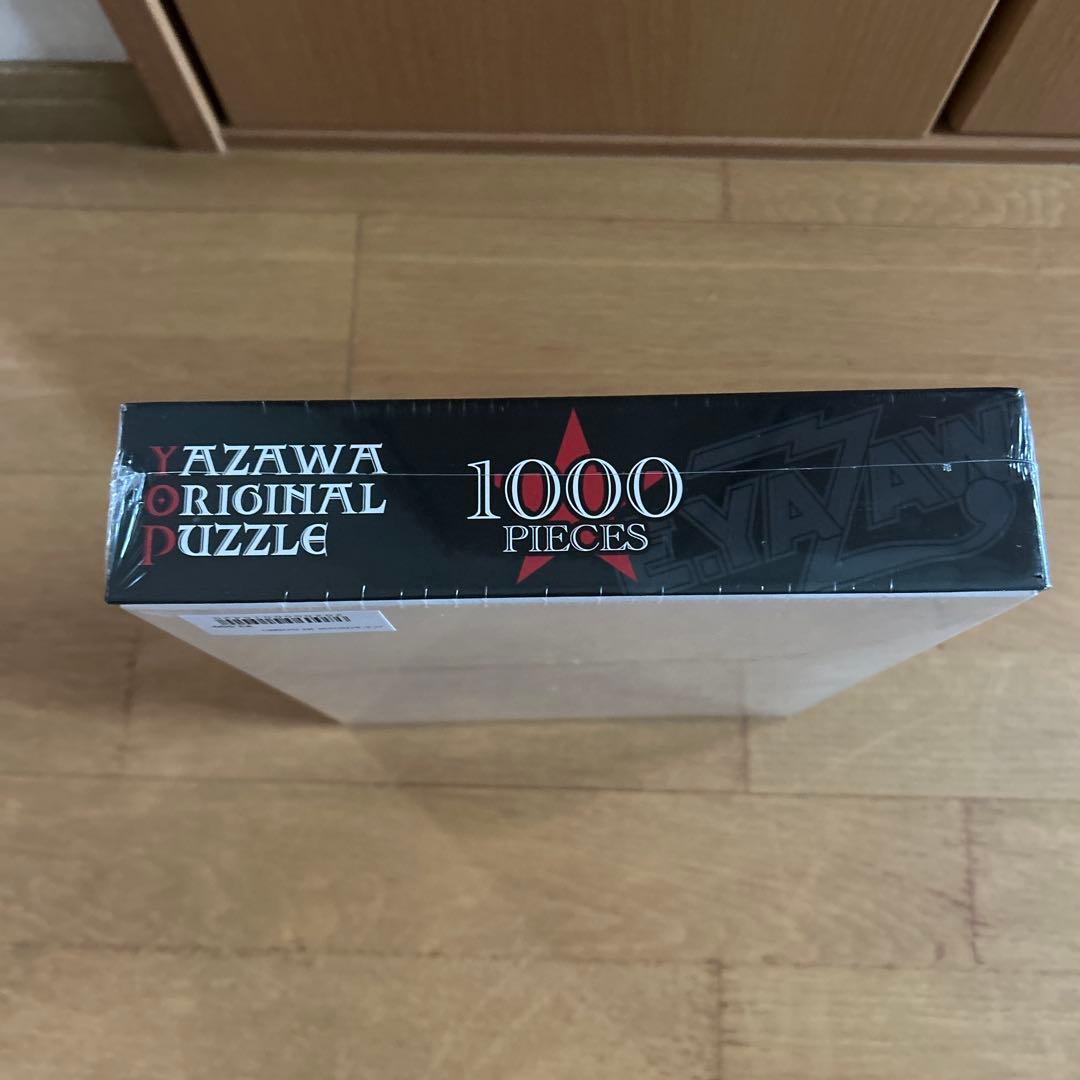 YAZAWA
ORIGINAL
PUZZLE
1000
PIECES
E.YAZAWA